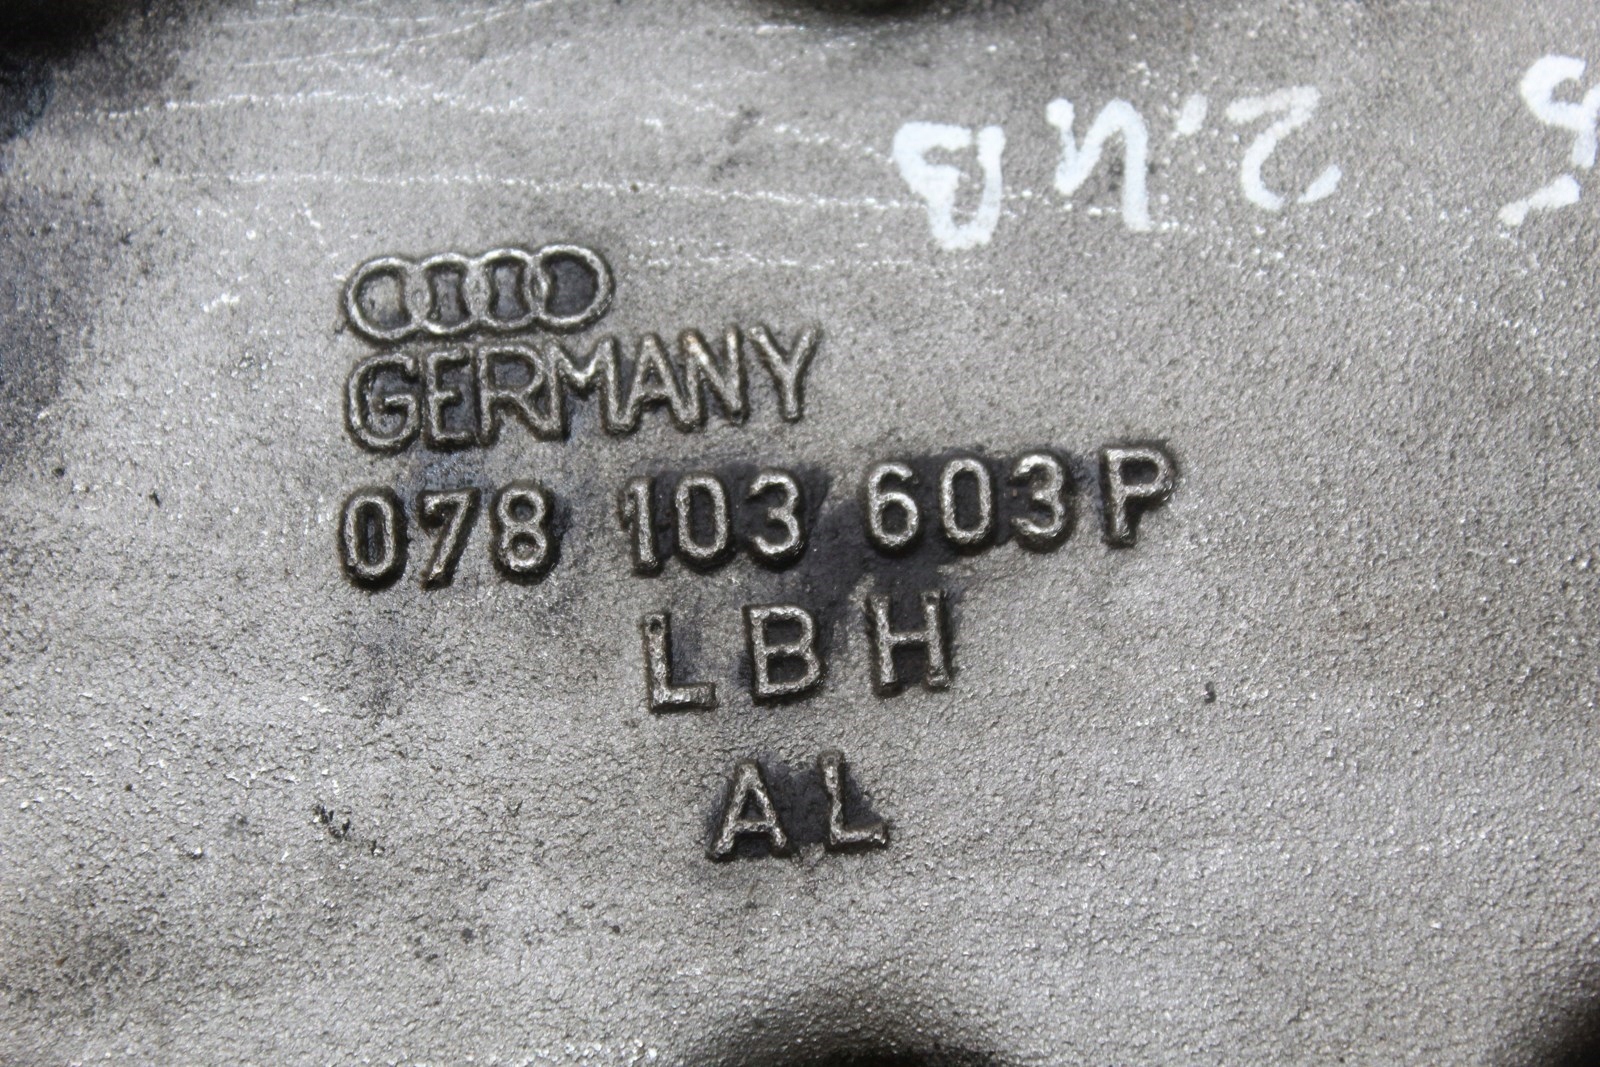 GERMANY
078 103 603 P
LBH
AL